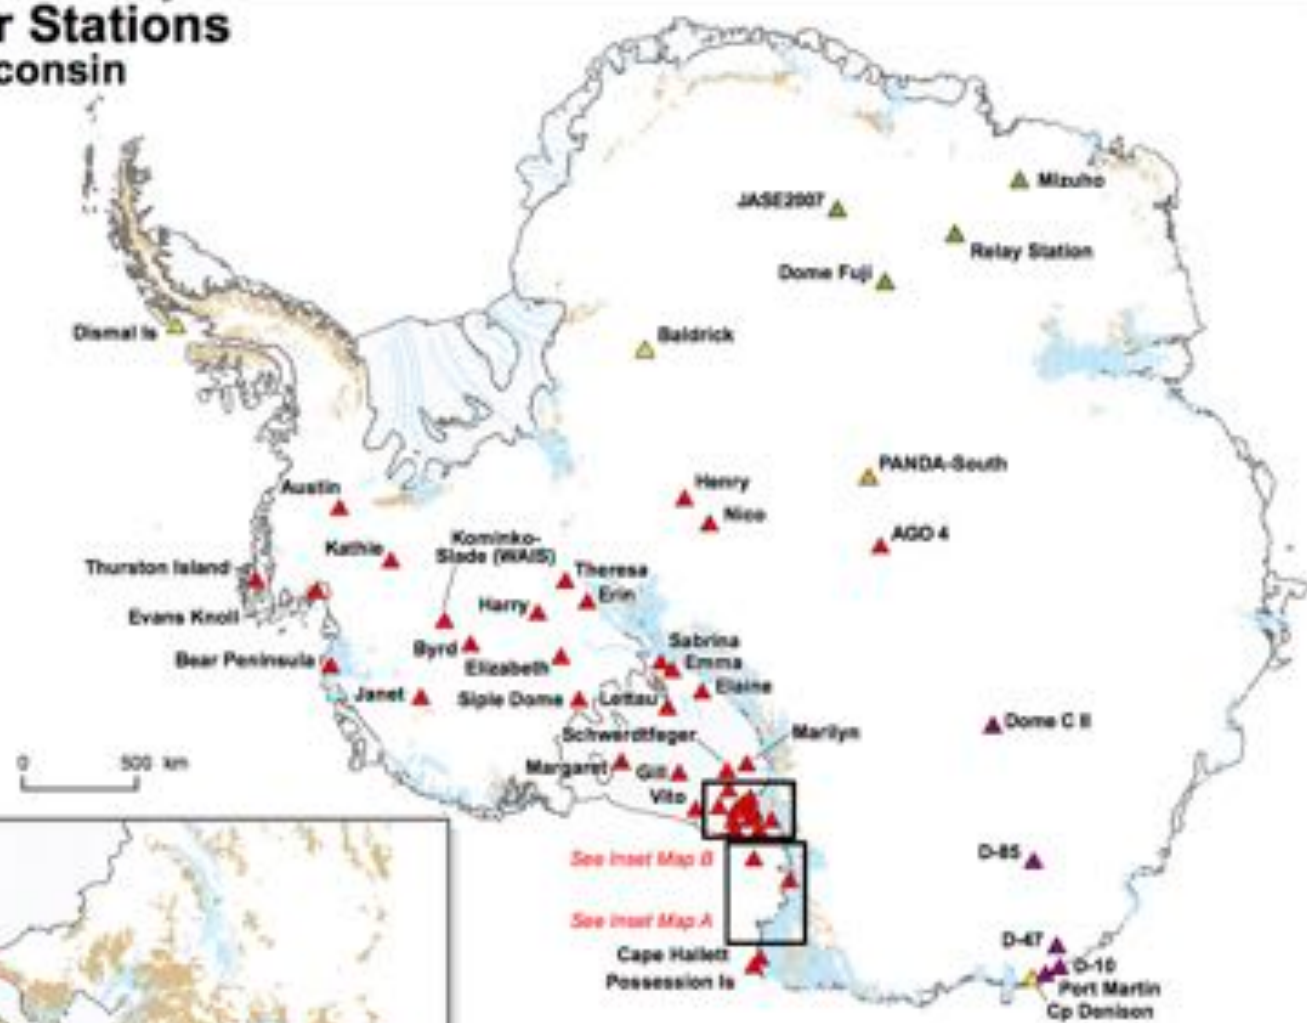 r Stations
consin
Mizuho
JASE2007
Relay Station
Dome Fuji
Dismal Is
Baldrick
PANDA-South
Henry
Austin
Nico
AGO 4
Kominko-
Slade (WAIS)
Kathie
Thurston Island
Theresa
Erin
Harry
Evans Knoll
Sabrina
Byrd
Emma
Bear Peninsula
Elizabeth
Elaine
Janet
Siple Dome
Lettau
Dome C II
Schwerdtfeger
Marilyn
0 500 km
Margaret
Gill
Vito
See Inset Map B
D-85
See Inset Map A
D-47
Cape Hallett
D-10
Possession Is
Port Martin
Cp Denison